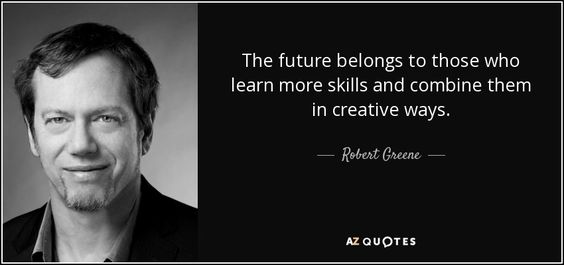 The future belongs to those who
learn more skills and combine them
in creative ways.
Robert Greene
AZ QUOTES